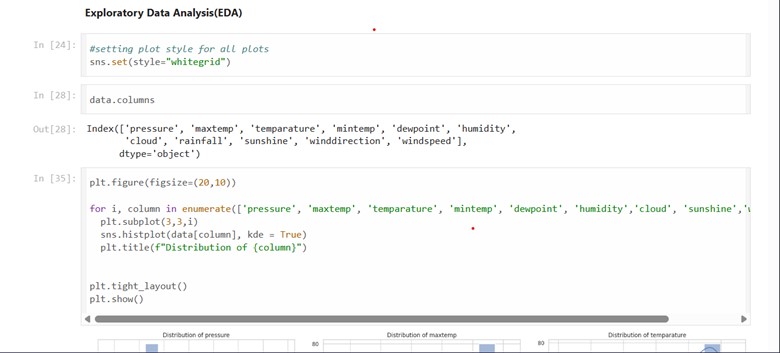 Exploratory Data Analysis(EDA)
In [24]:
#setting plot style for all plots
sns.set(style="whitegrid")
In [28]:
data.columns
Out[28]:
Index(['pressure', 'maxtemp', 'temparature', 'mintemp', 'dewpoint', 'humidity',
'cloud', 'rainfall', 'sunshine', 'winddirection', 'windspeed'],
dtype='object')
In [35]:
plt.figure(figsize=(20,10))
for i, column in enumerate(['pressure', 'maxtemp', 'temparature', 'mintemp', 'dewpoint', 'humidity','cloud', 'sunshine','
plt.subplot(3,3,i)
sns.histplot(data[column], kde = True)
plt.title(f"Distribution of {column}")
plt.tight_layout()
plt.show()
Distribution of pressure
Distribution of maxtemp
Distribution of temparature
80
80